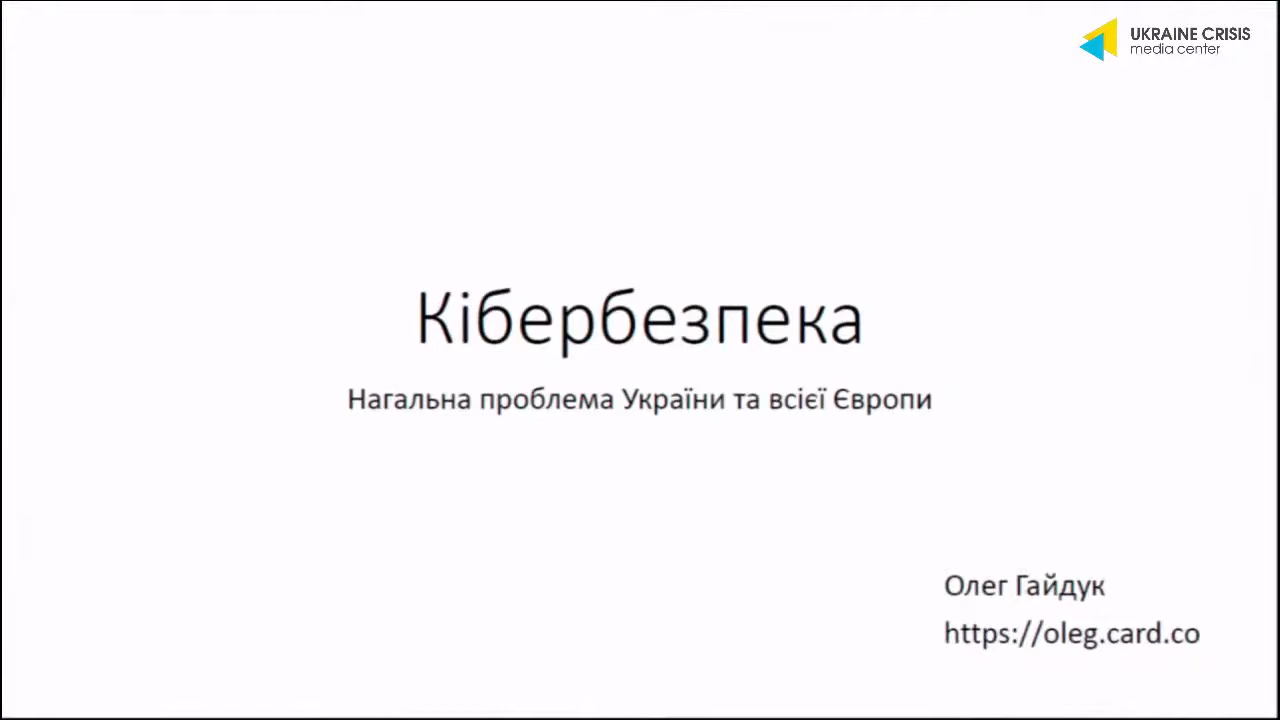 UKRAINE CRISIS
media center
Кібербезпека
Нагальна проблема України та всієї Європи
Олег Гайдук
https://oleg.card.co